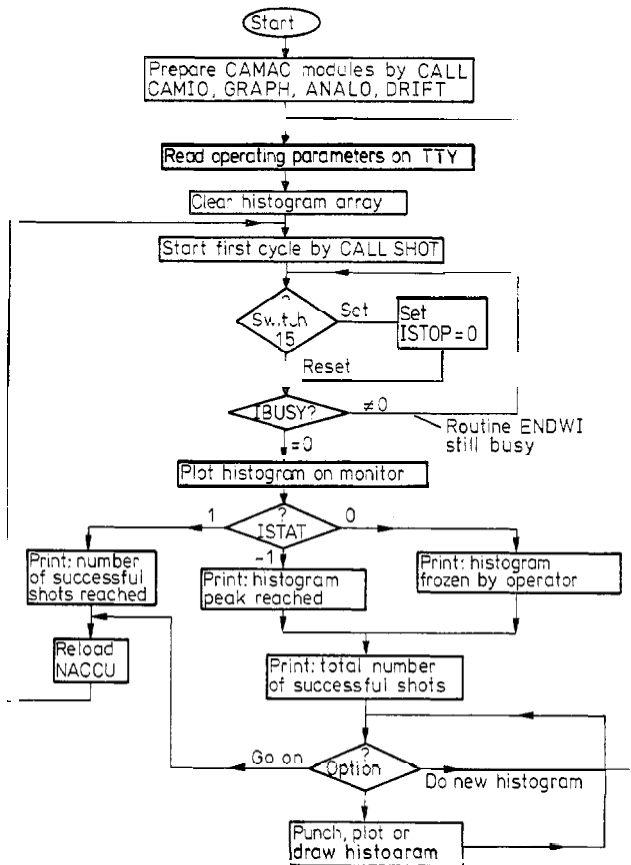 Start
Prepare CAMAC modules by CALL
CAMIO, GRAPH, ANALO, DRIFT
Read operating parameters on TTY
Clear histogram array
Start first cycle by CALL SHOT
?
Switch
15
Set
Set
ISTOP=0
Reset
IBUSY?
≠0
Routine ENDWI
still busy
=0
Plot histogram on monitor
?
ISTAT
1
0
-1
Print: number
of successful
shots reached
Print: histogram
peak reached
Print: histogram
frozen by operator
Reload
NACCU
Print: total number
of successful shots
Go on
?
Option
Do new histogram
Punch, plot or
draw histogram